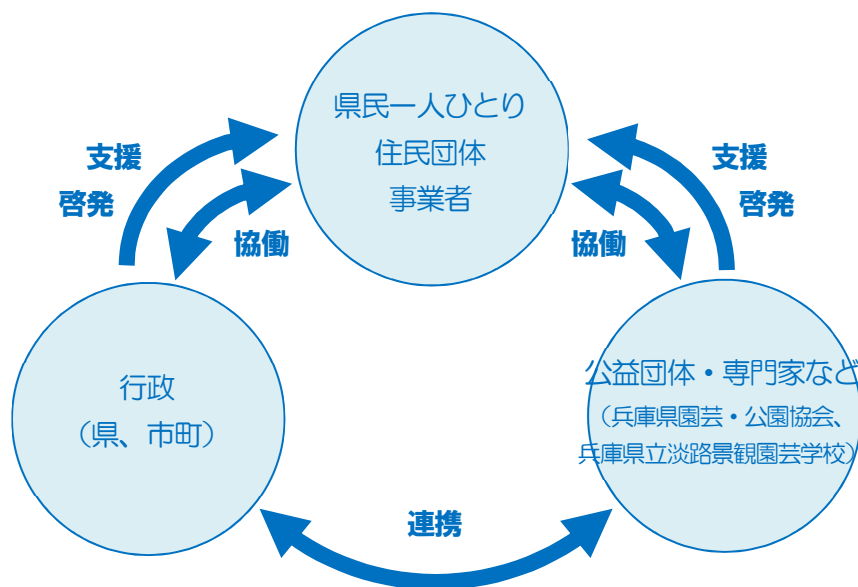 県民一人ひとり
住民団体
事業者
支援
啓発
協働
支援
啓発
協働
行政
（県、市町）
公益団体・専門家など
（兵庫県園芸・公園協会、
兵庫県立淡路景観園芸学校）
連携